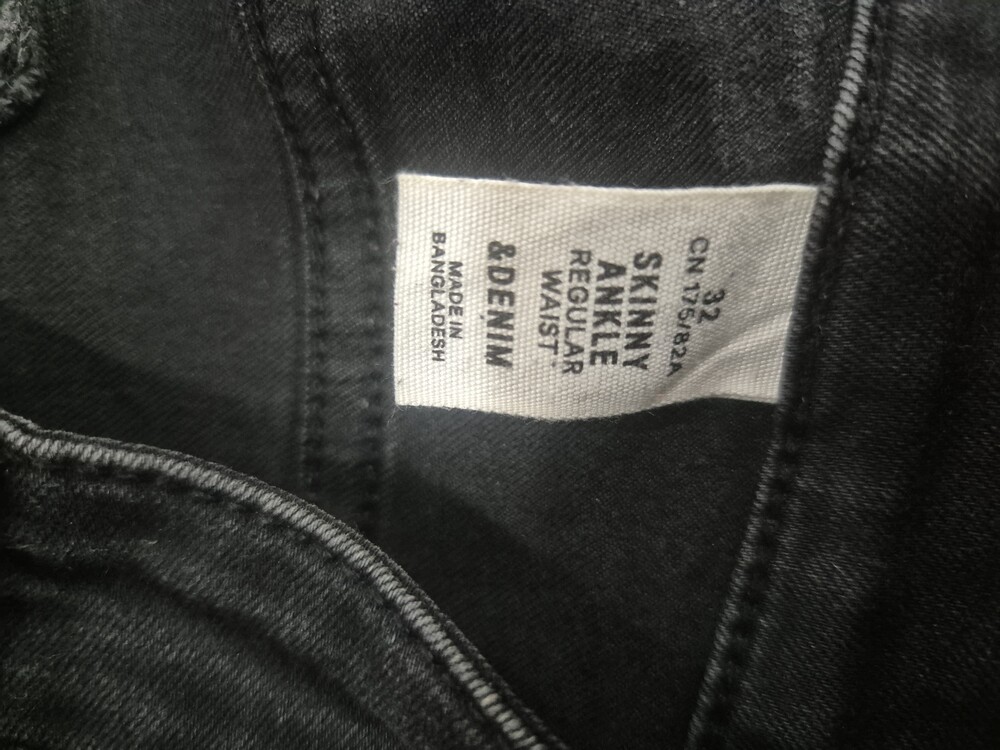 32
CN 175/82A
SKINNY
ANKLE
REGULAR
WAIST
&DENIM
MADE IN
BANGLADESH